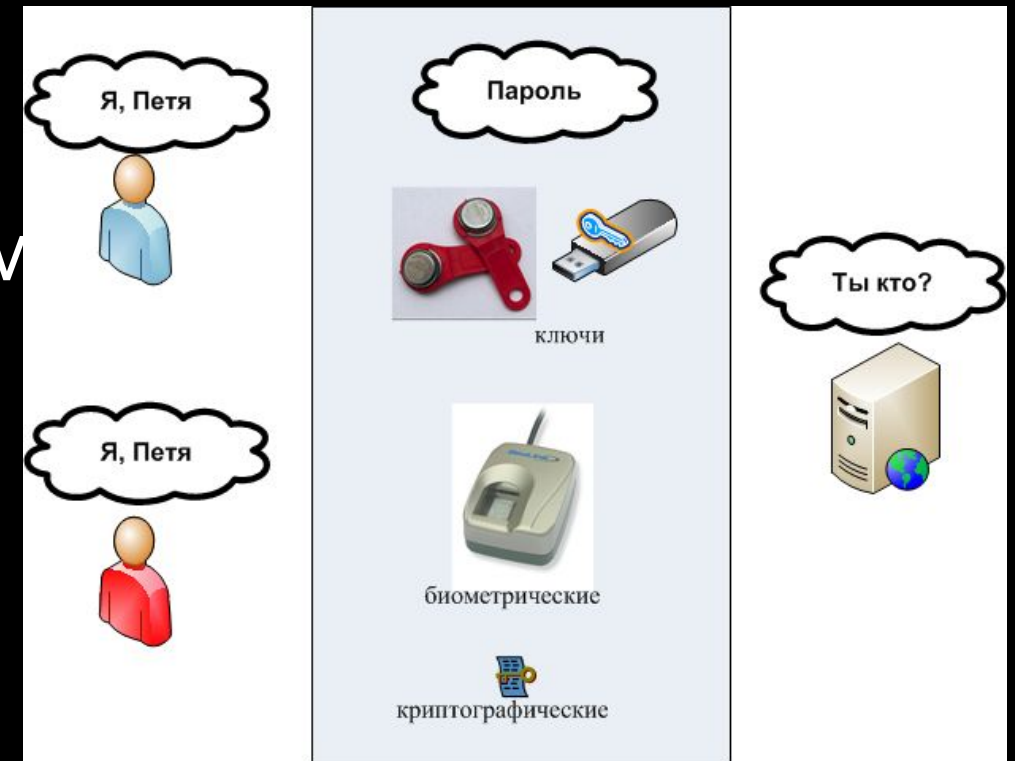 Я, Петя
Пароль
ключи
Ты кто?
Я, Петя
биометрические
криптографические